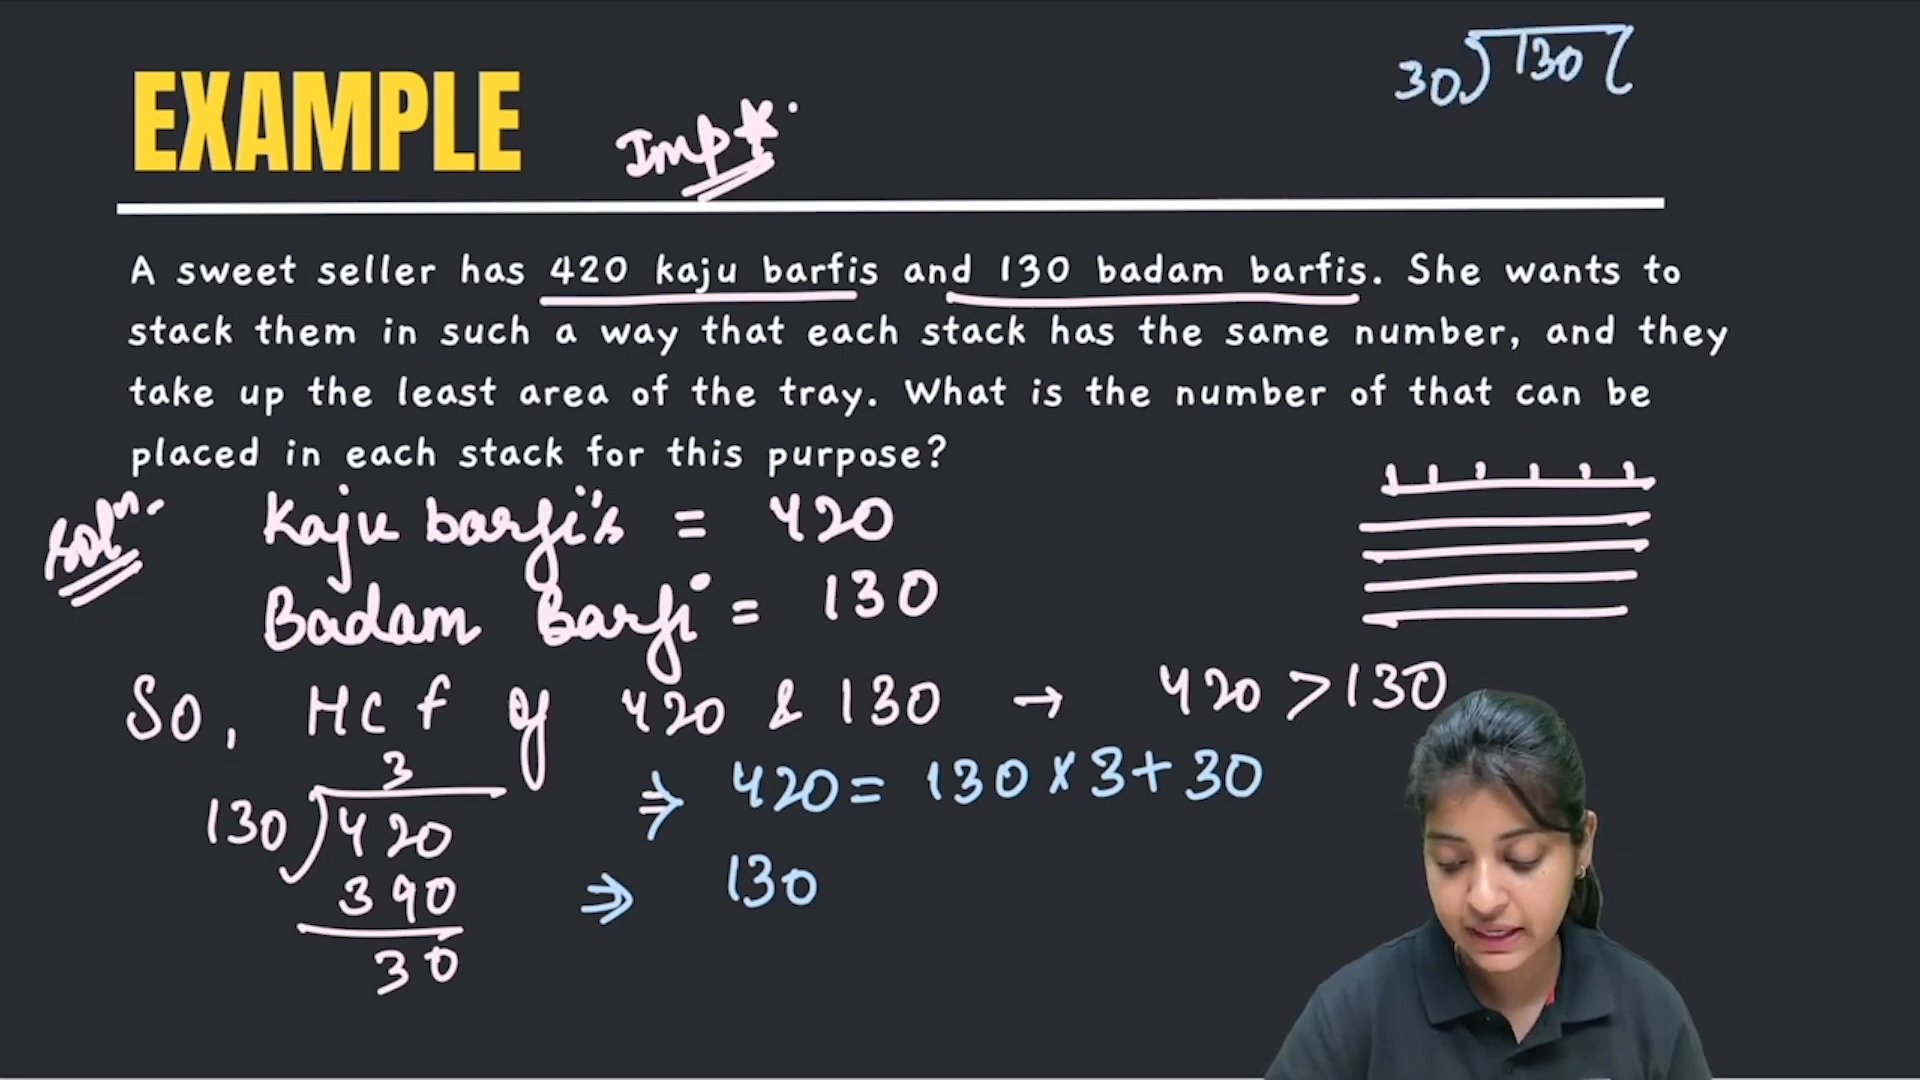 EXAMPLE
Imp *.
30)130(
A sweet seller has 420 kaju barfis and 130 badam barfis. She wants to
stack them in such a way that each stack has the same number, and they
take up the least area of the tray. What is the number of that can be
placed in each stack for this purpose?
Solⁿ.
Kaju barfi's = 420
Badam Barfi = 130
So, HCf of 420 & 130 → 420 > 130
3
130)420
390
30
⇒ 420 = 130 × 3 + 30
⇒ 130